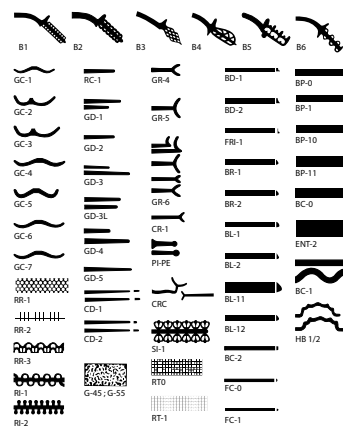 B1 B2 B3 B4 B5 B6
GC-1 RC-1 GR-4 BD-1 BP-0
GC-2 GD-1 GR-5 BD-2 BP-1
GC-3 GD-2 FRI-1 BP-10
GC-4 GD-3 BR-1 BP-11
GC-5 GD-3L GR-6 BR-2 BC-0
GC-6 GD-4 CR-1 BL-1 ENT-2
GC-7 GD-5 PI-PE BL-2 BC-1
RR-1 CD-1 CRC BL-11
RR-2 CD-2 SI-1 BL-12 HB 1/2
RR-3 BC-2
RI-1 G-45 ; G-55 RT0 FC-0
RI-2 RT-1 FC-1